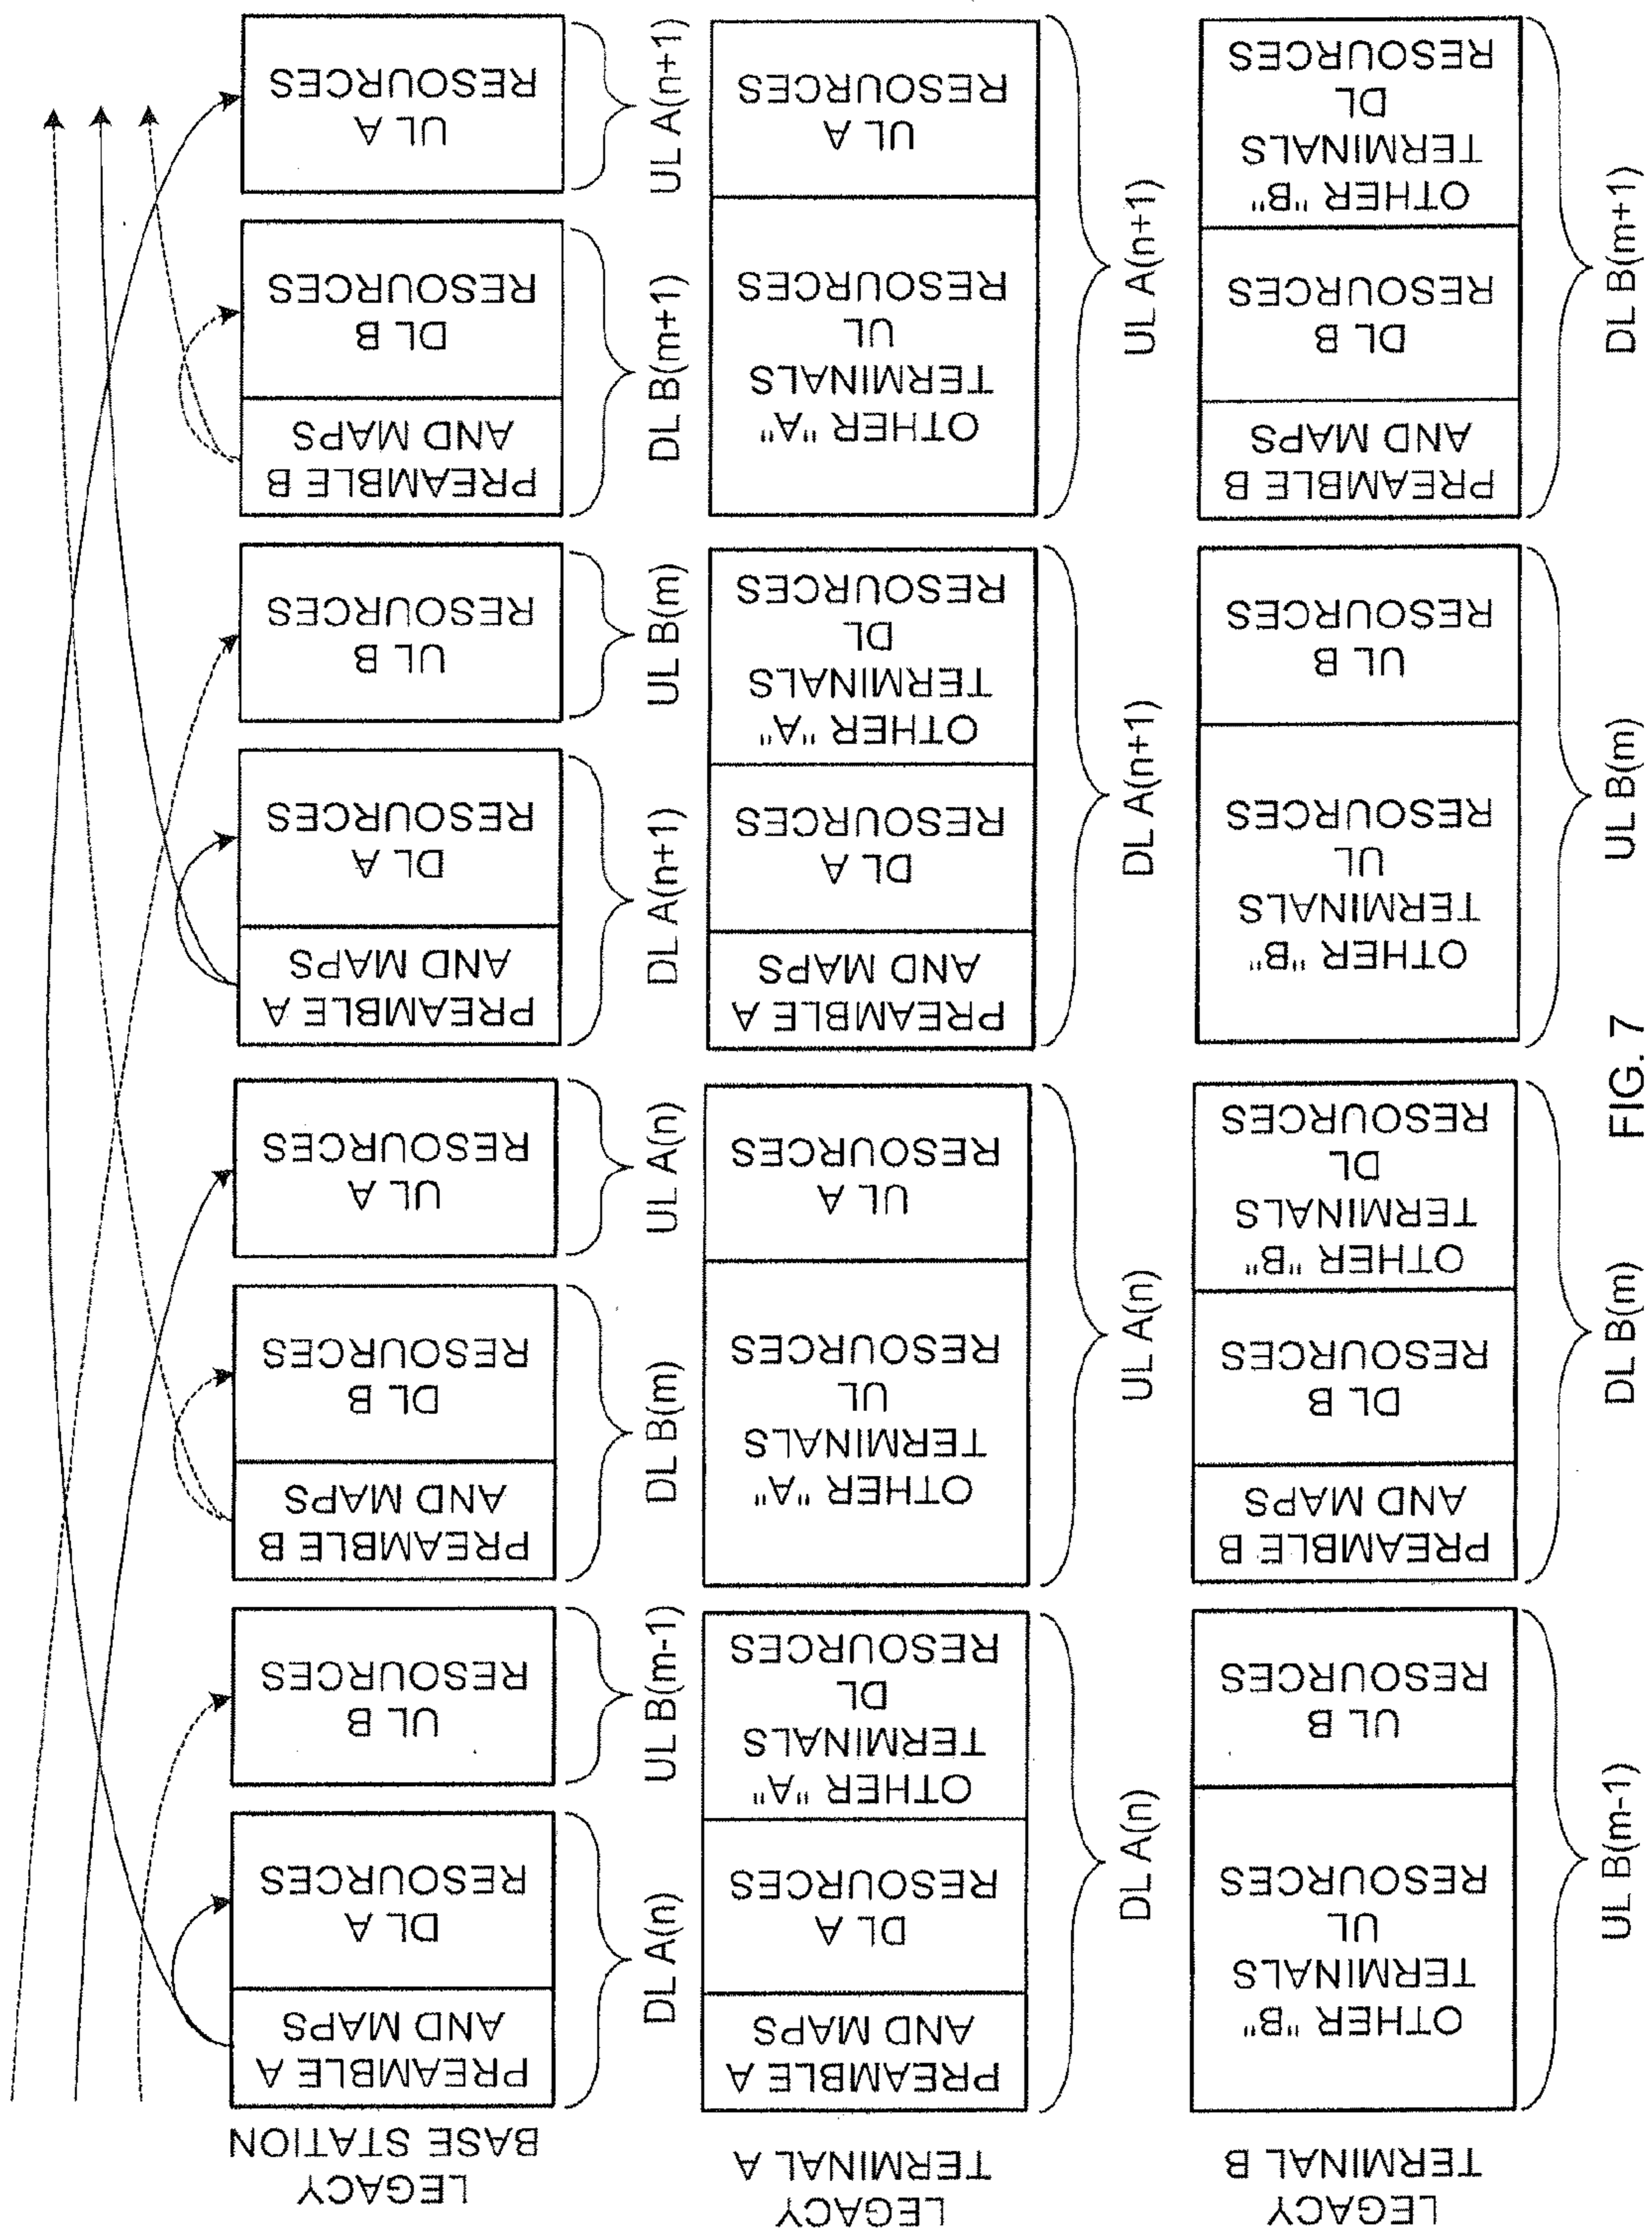 LEGACY
BASE STATION
PREAMBLE A
AND MAPS
DL A
RESOURCES
UL B
RESOURCES
PREAMBLE B
AND MAPS
DL B
RESOURCES
UL A
RESOURCES
PREAMBLE A
AND MAPS
DL A
RESOURCES
UL B
RESOURCES
PREAMBLE B
AND MAPS
DL B
RESOURCES
UL A
RESOURCES
DL A(n)
UL B(m-1)
DL B(m)
UL A(n)
DL A(n+1)
UL B(m)
DL B(m+1)
UL A(n+1)
LEGACY
TERMINAL A
PREAMBLE A
AND MAPS
DL A
RESOURCES
OTHER "A"
TERMINALS
DL
RESOURCES
OTHER "A"
TERMINALS
UL
RESOURCES
UL A
RESOURCES
PREAMBLE A
AND MAPS
DL A
RESOURCES
OTHER "A"
TERMINALS
DL
RESOURCES
OTHER "A"
TERMINALS
UL
RESOURCES
UL A
RESOURCES
DL A(n)
UL A(n)
DL A(n+1)
UL A(n+1)
LEGACY
TERMINAL B
OTHER "B"
TERMINALS
UL
RESOURCES
UL B
RESOURCES
PREAMBLE B
AND MAPS
DL B
RESOURCES
OTHER "B"
TERMINALS
DL
RESOURCES
OTHER "B"
TERMINALS
UL
RESOURCES
UL B
RESOURCES
PREAMBLE B
AND MAPS
DL B
RESOURCES
OTHER "B"
TERMINALS
DL
RESOURCES
UL B(m-1)
DL B(m)
UL B(m)
DL B(m+1)
FIG. 7